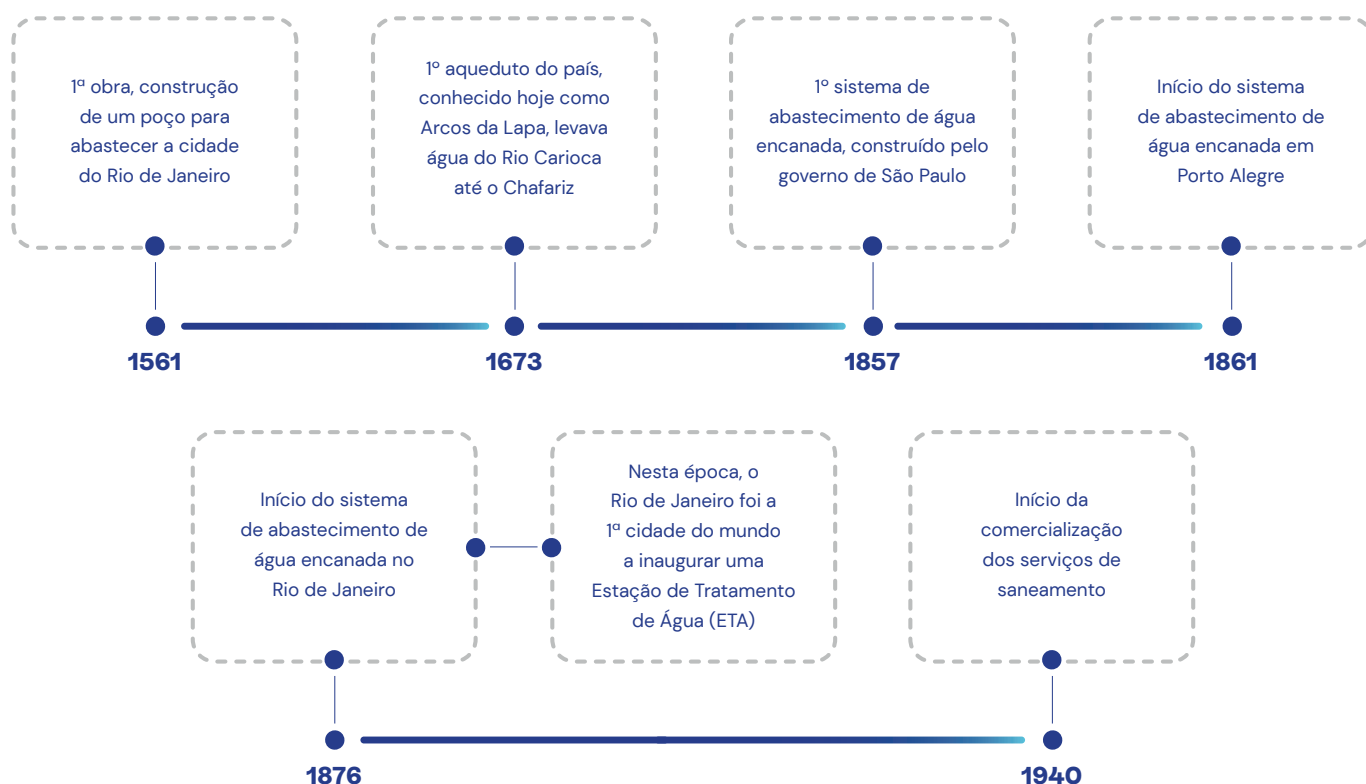 1ª obra, construção
de um poço para
abastecer a cidade
do Rio de Janeiro
1561
1º aqueduto do país,
conhecido hoje como
Arcos da Lapa, levava
água do Rio Carioca
até o Chafariz
1673
1º sistema de
abastecimento de água
encanada, construído pelo
governo de São Paulo
1857
Início do sistema
de abastecimento de
água encanada em
Porto Alegre
1861
Início do sistema
de abastecimento de
água encanada no
Rio de Janeiro
1876
Nesta época, o
Rio de Janeiro foi a
1ª cidade do mundo
a inaugurar uma
Estação de Tratamento
de Água (ETA)
Início da
comercialização
dos serviços de
saneamento
1940